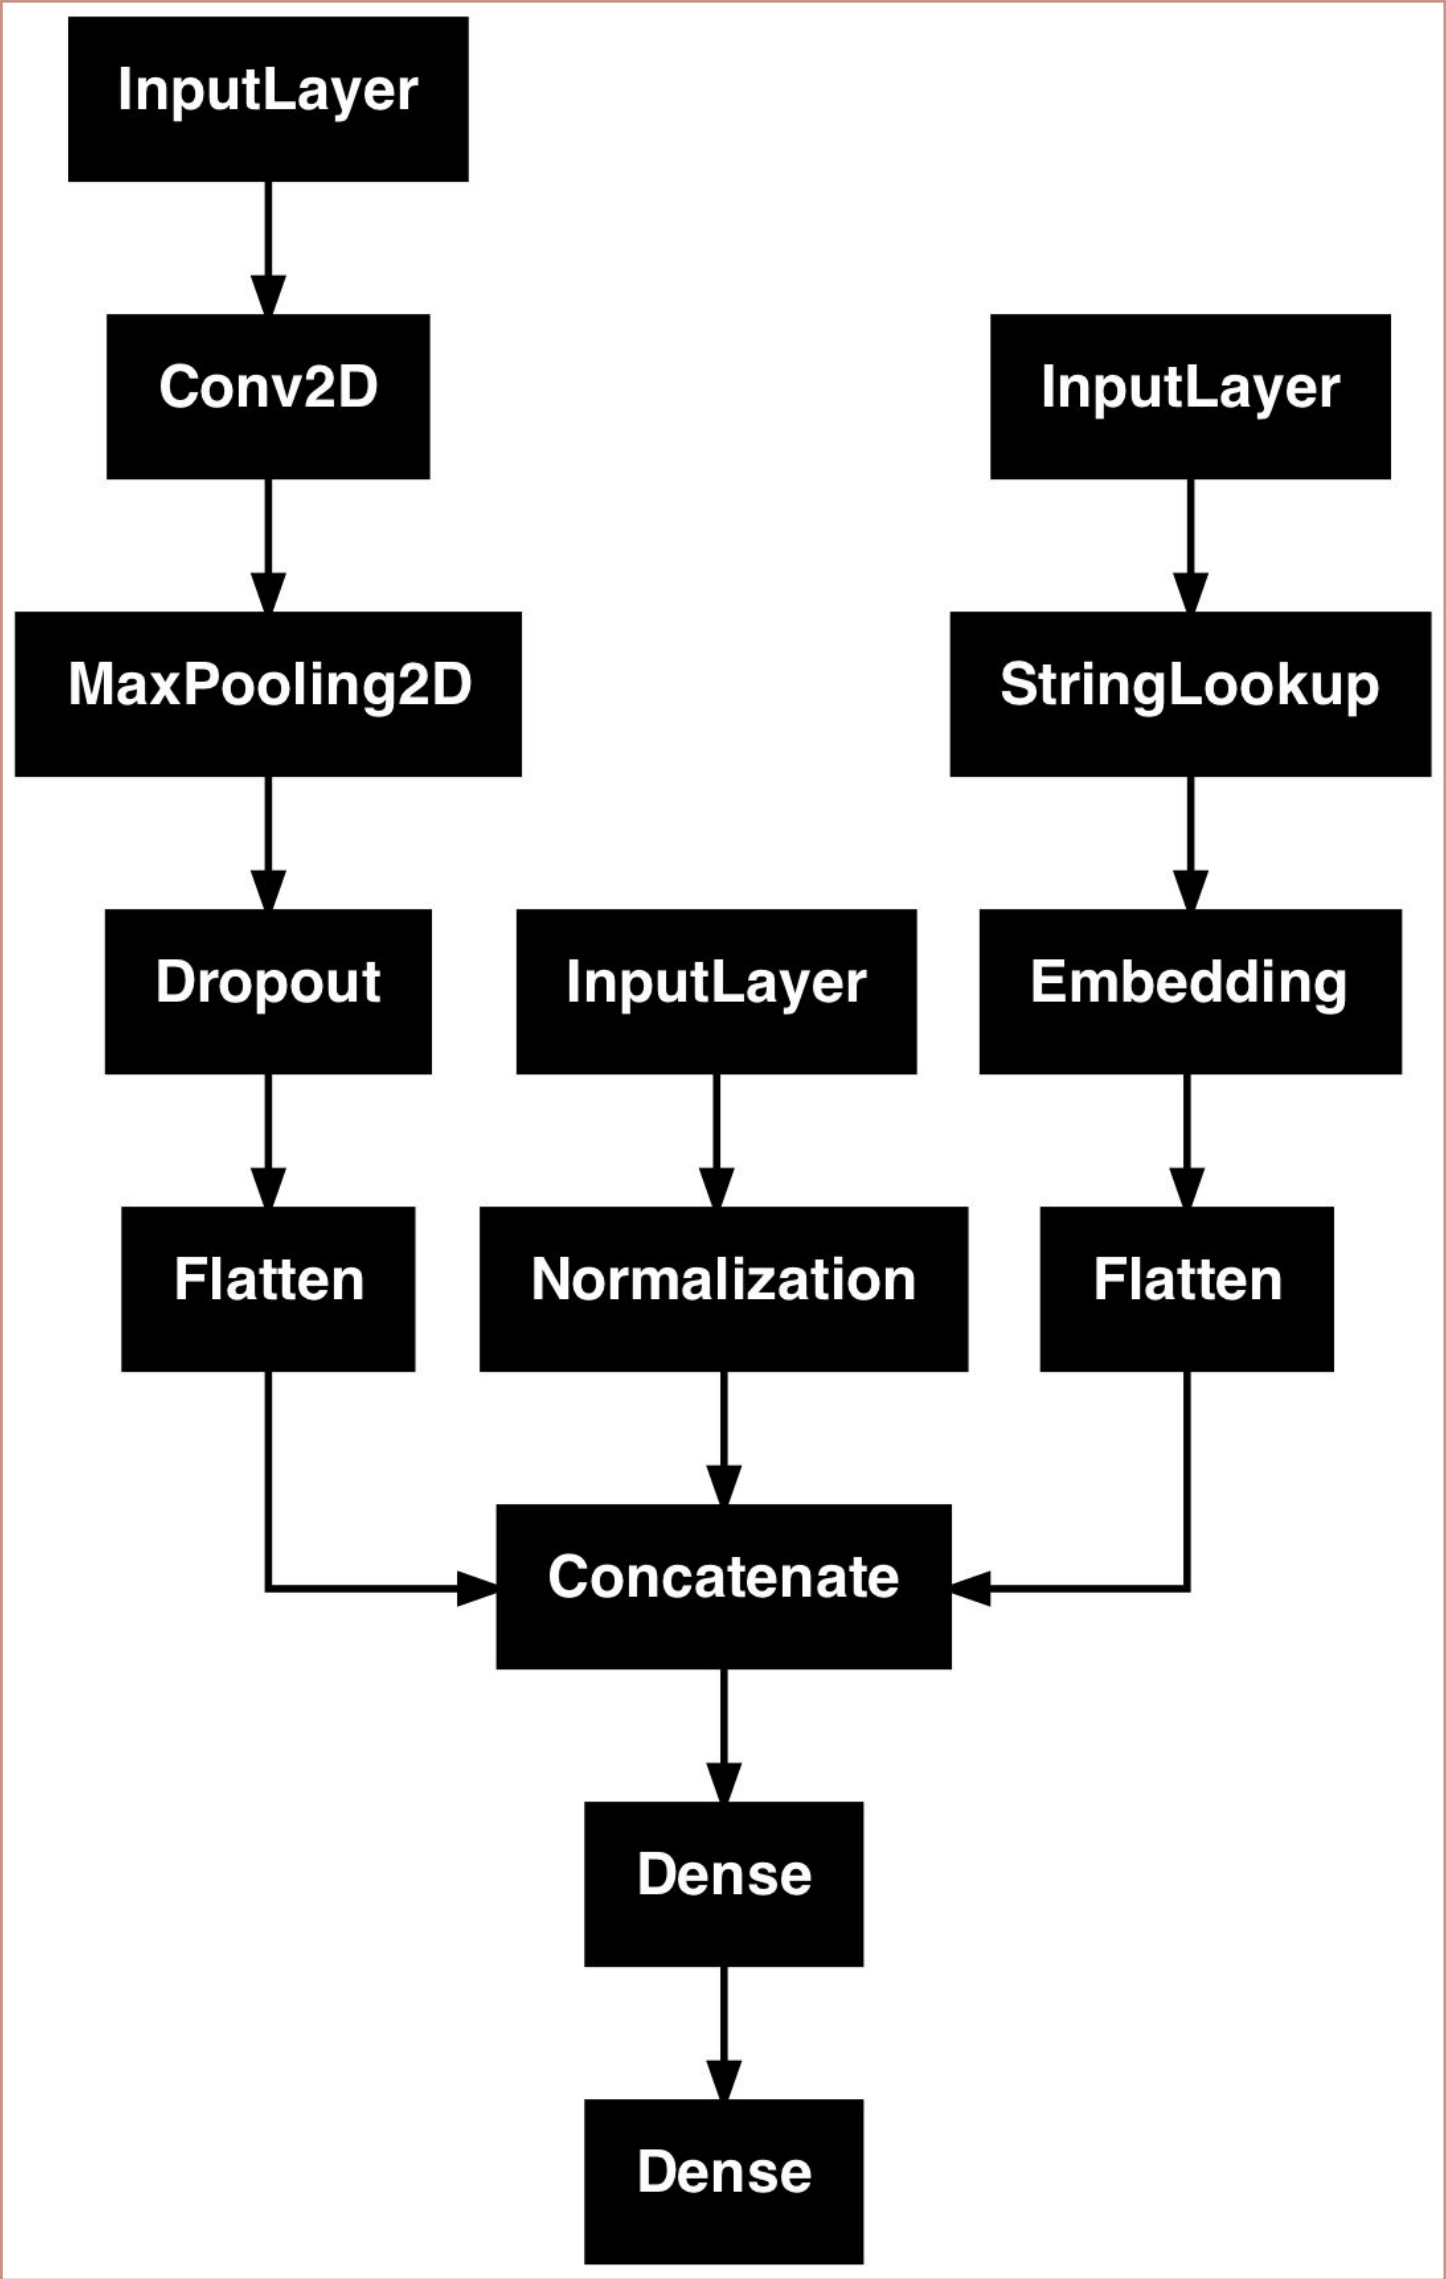 InputLayer
Conv2D
InputLayer
MaxPooling2D
StringLookup
Dropout
InputLayer
Embedding
Flatten
Normalization
Flatten
Concatenate
Dense
Dense